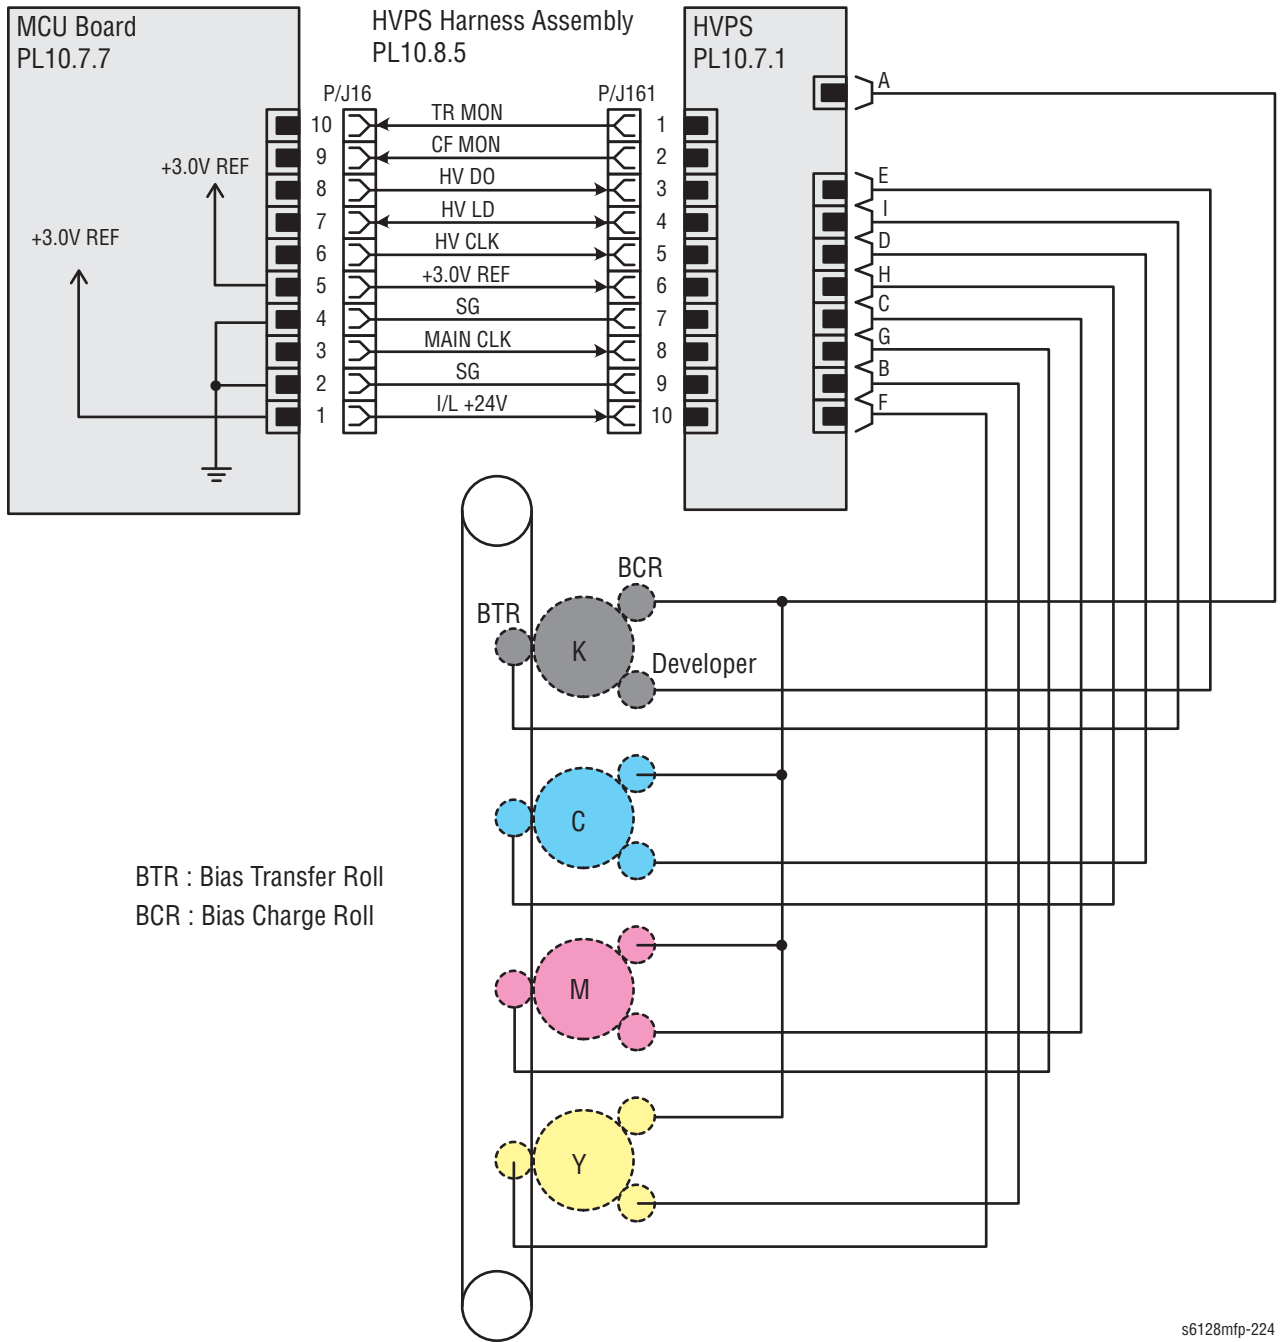 MCU Board
PL10.7.7
HVPS Harness Assembly
PL10.8.5
HVPS
PL10.7.1
P/J16
P/J161
A
10 TR MON 1
9 CF MON 2
+3.0V REF
8 HV DO 3 E
7 HV LD 4 I
+3.0V REF
6 HV CLK 5 D
5 +3.0V REF 6 H
4 SG 7 C
3 MAIN CLK 8 G
2 SG 9 B
1 I/L +24V 10 F
BCR
BTR
K
Developer
C
BTR : Bias Transfer Roll
BCR : Bias Charge Roll
M
Y
s6128mfp-224